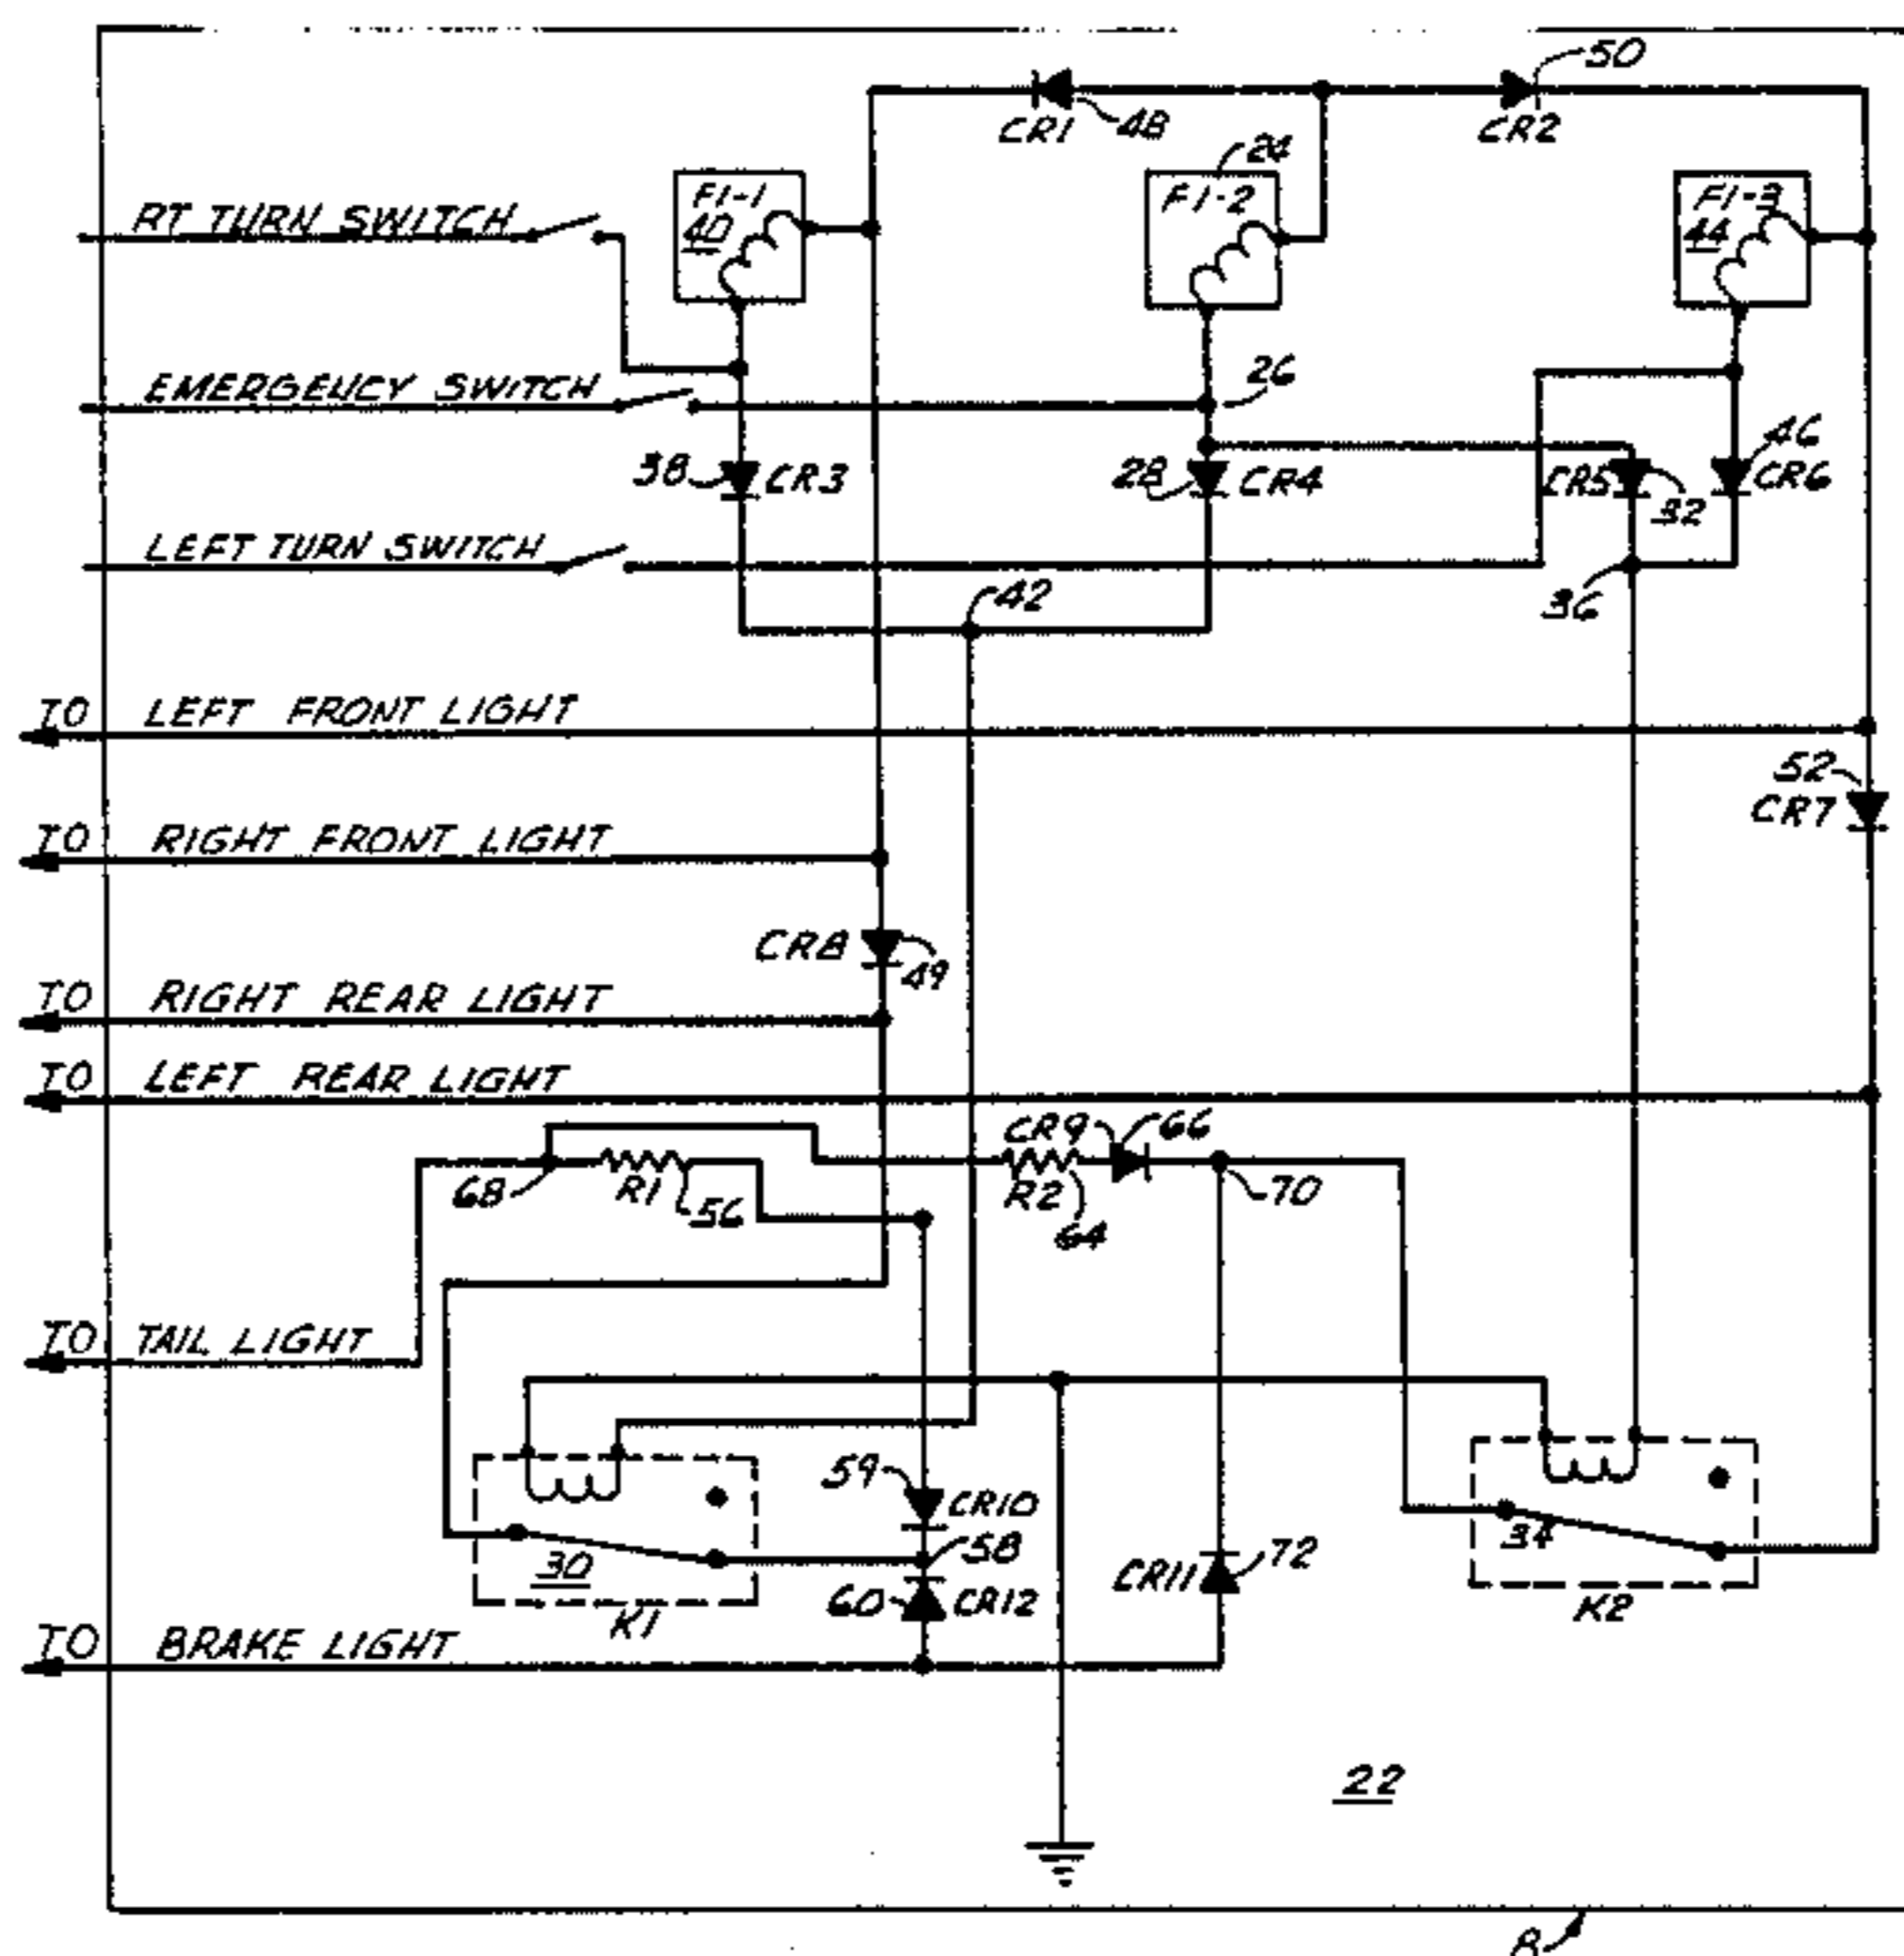 50
CR1 48 CR2
24
F1-1 F1-2 F1-3
RT TURN SWITCH 40 44
EMERGENCY SWITCH 26
46
38 CR3 28 CR4 CR5 CR6
32
LEFT TURN SWITCH
42 36
TO LEFT FRONT LIGHT
52
CR7
TO RIGHT FRONT LIGHT
CR8
49
TO RIGHT REAR LIGHT
TO LEFT REAR LIGHT
CR9 66
68 R1 56 R2 70
64
TO TAIL LIGHT
59 CR10
34
58
30 CR11 72
60 CR12
K1 K2
TO BRAKE LIGHT
22
8